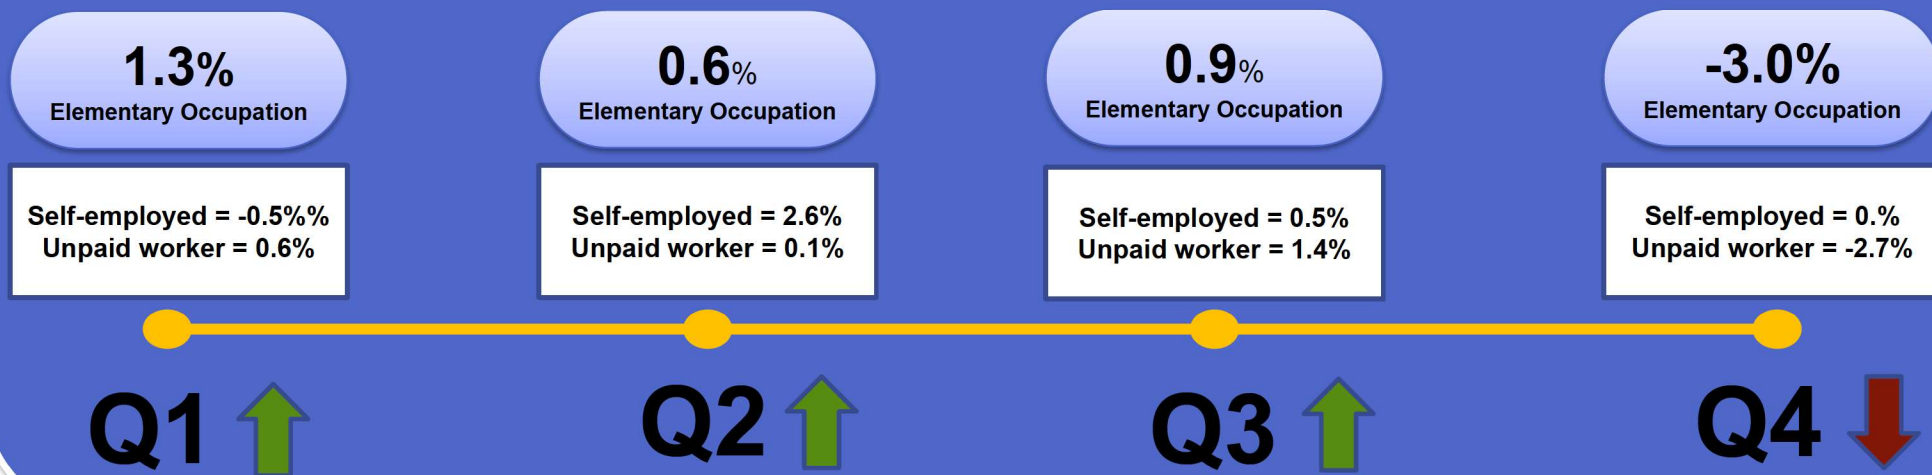 1.3%
Elementary Occupation
Self-employed = -0.5%%
Unpaid worker = 0.6%
Q1
0.6%
Elementary Occupation
Self-employed = 2.6%
Unpaid worker = 0.1%
Q2
0.9%
Elementary Occupation
Self-employed = 0.5%
Unpaid worker = 1.4%
Q3
-3.0%
Elementary Occupation
Self-employed = 0.%
Unpaid worker = -2.7%
Q4